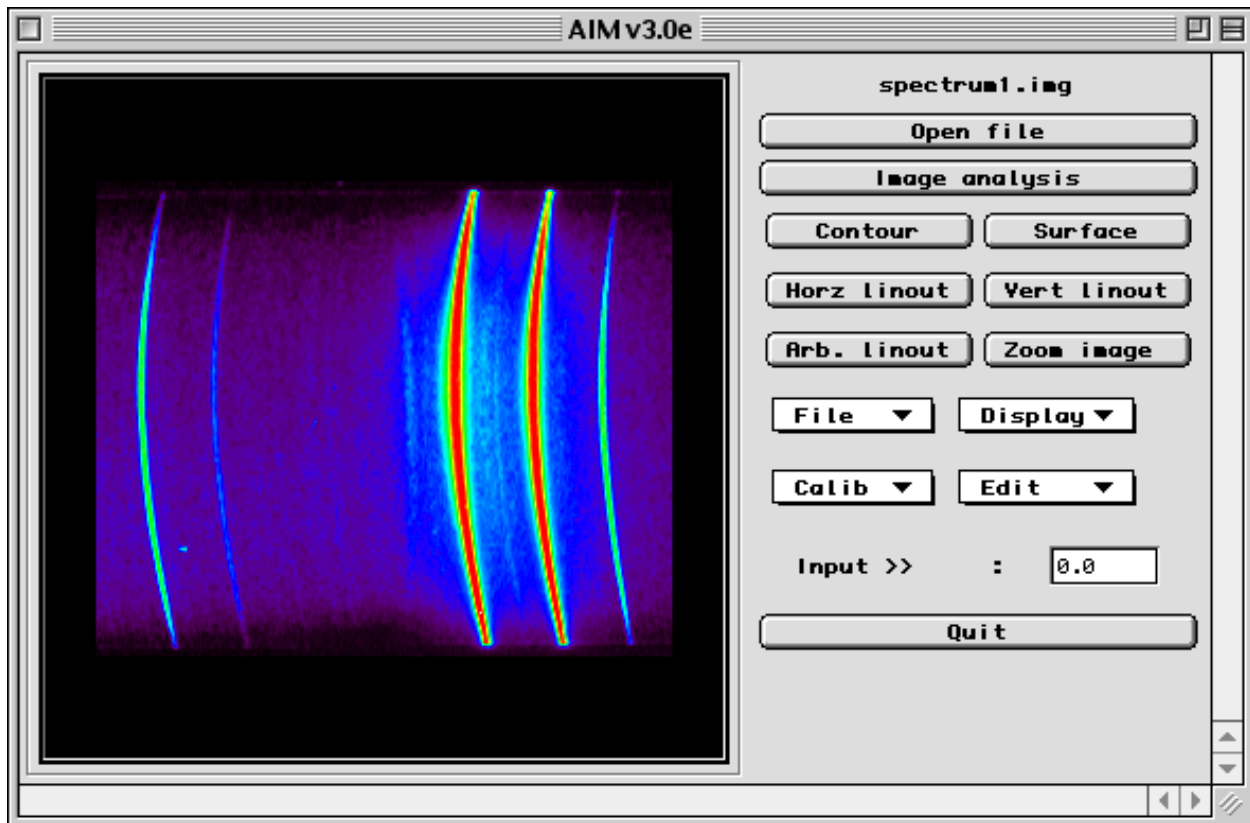 AIM v3.0e
spectrum1.img
Open file
Image analysis
Contour Surface
Horz linout Vert linout
Arb. linout Zoom image
File Display
Calib Edit
Input >> : 0.0
Quit